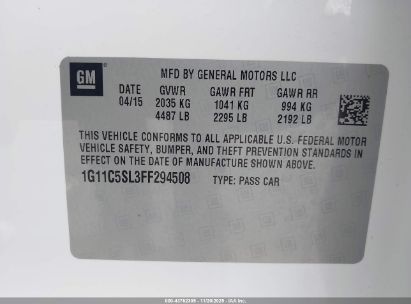 GM
MFD BY GENERAL MOTORS LLC
DATE GVWR GAWR FRT GAWR RR
04/15 2035 KG 1041 KG 994 KG
4487 LB 2295 LB 2192 LB
THIS VEHICLE CONFORMS TO ALL APPLICABLE U.S. FEDERAL MOTOR
VEHICLE SAFETY, BUMPER, AND THEFT PREVENTION STANDARDS IN
EFFECT ON THE DATE OF MANUFACTURE SHOWN ABOVE.
1G11C5SL3FF294508 TYPE: PASS CAR